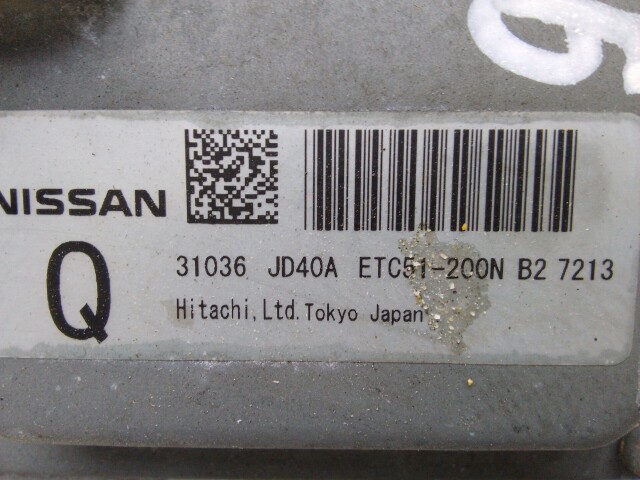 NISSAN
Q
31036 JD40A ETC51-200N B2 7213
Hitachi,Ltd.Tokyo Japan